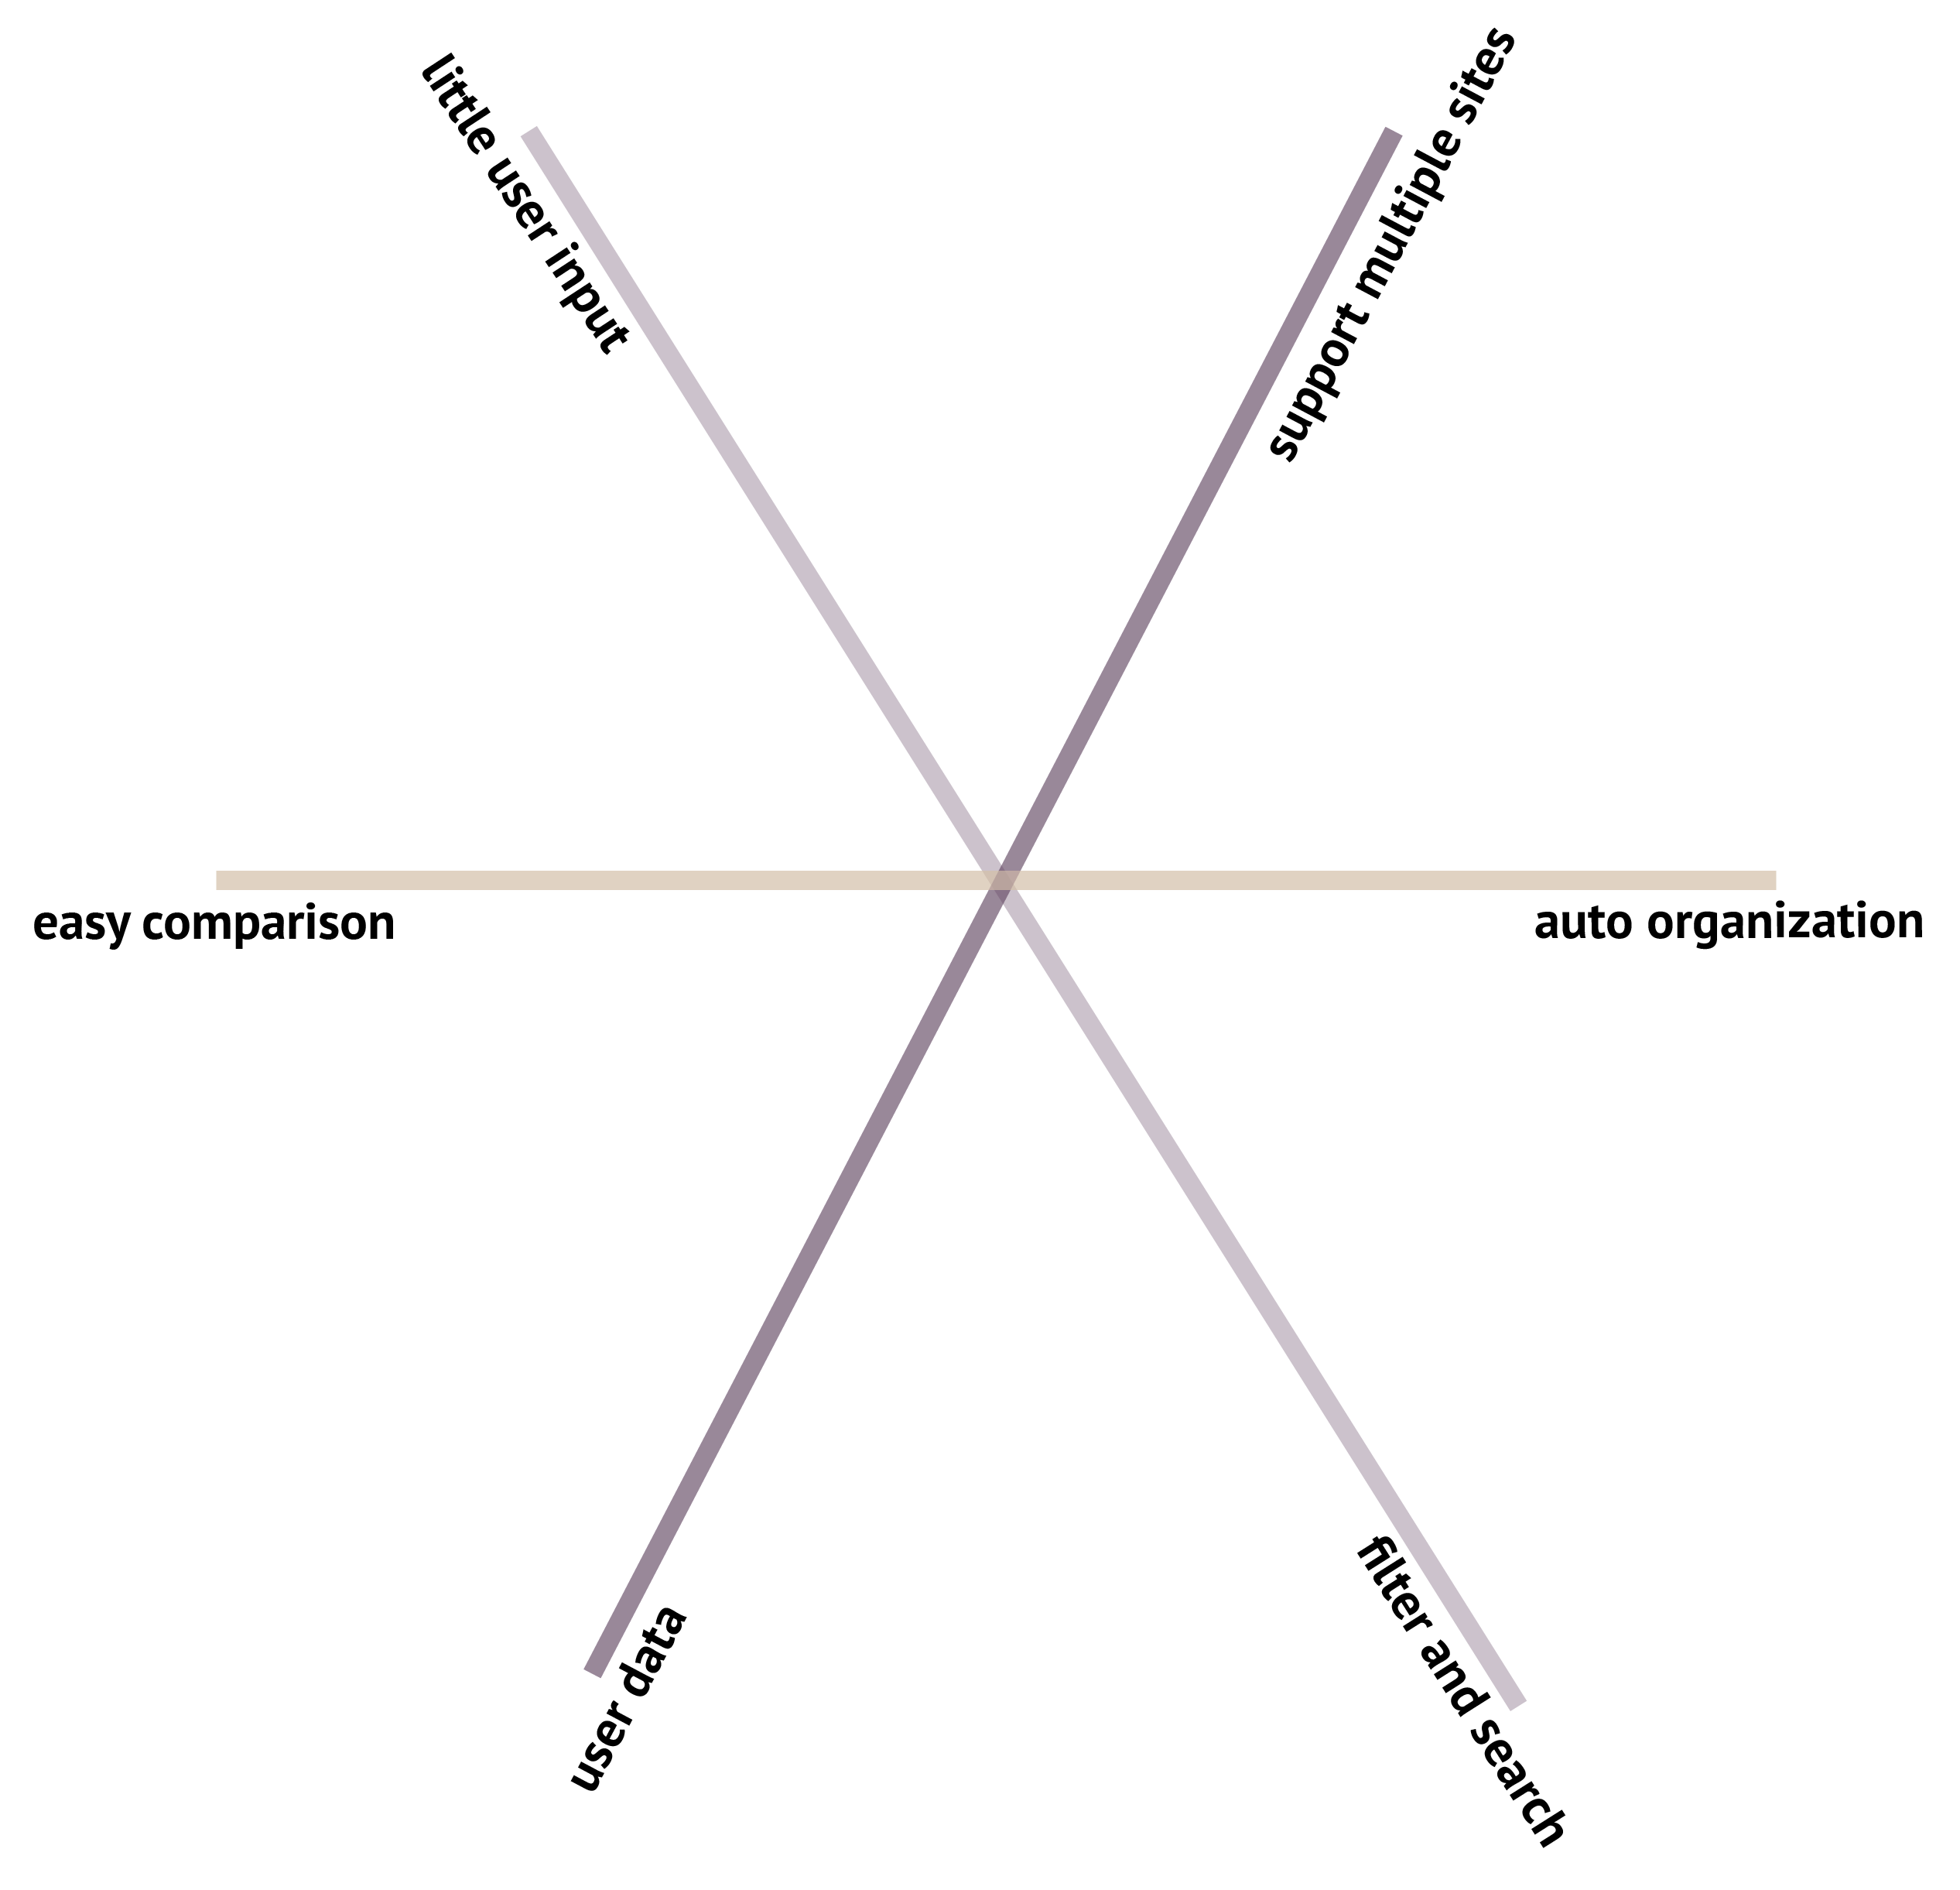 little user input
support multiple sites
easy comparison
auto organization
user data
filter and search